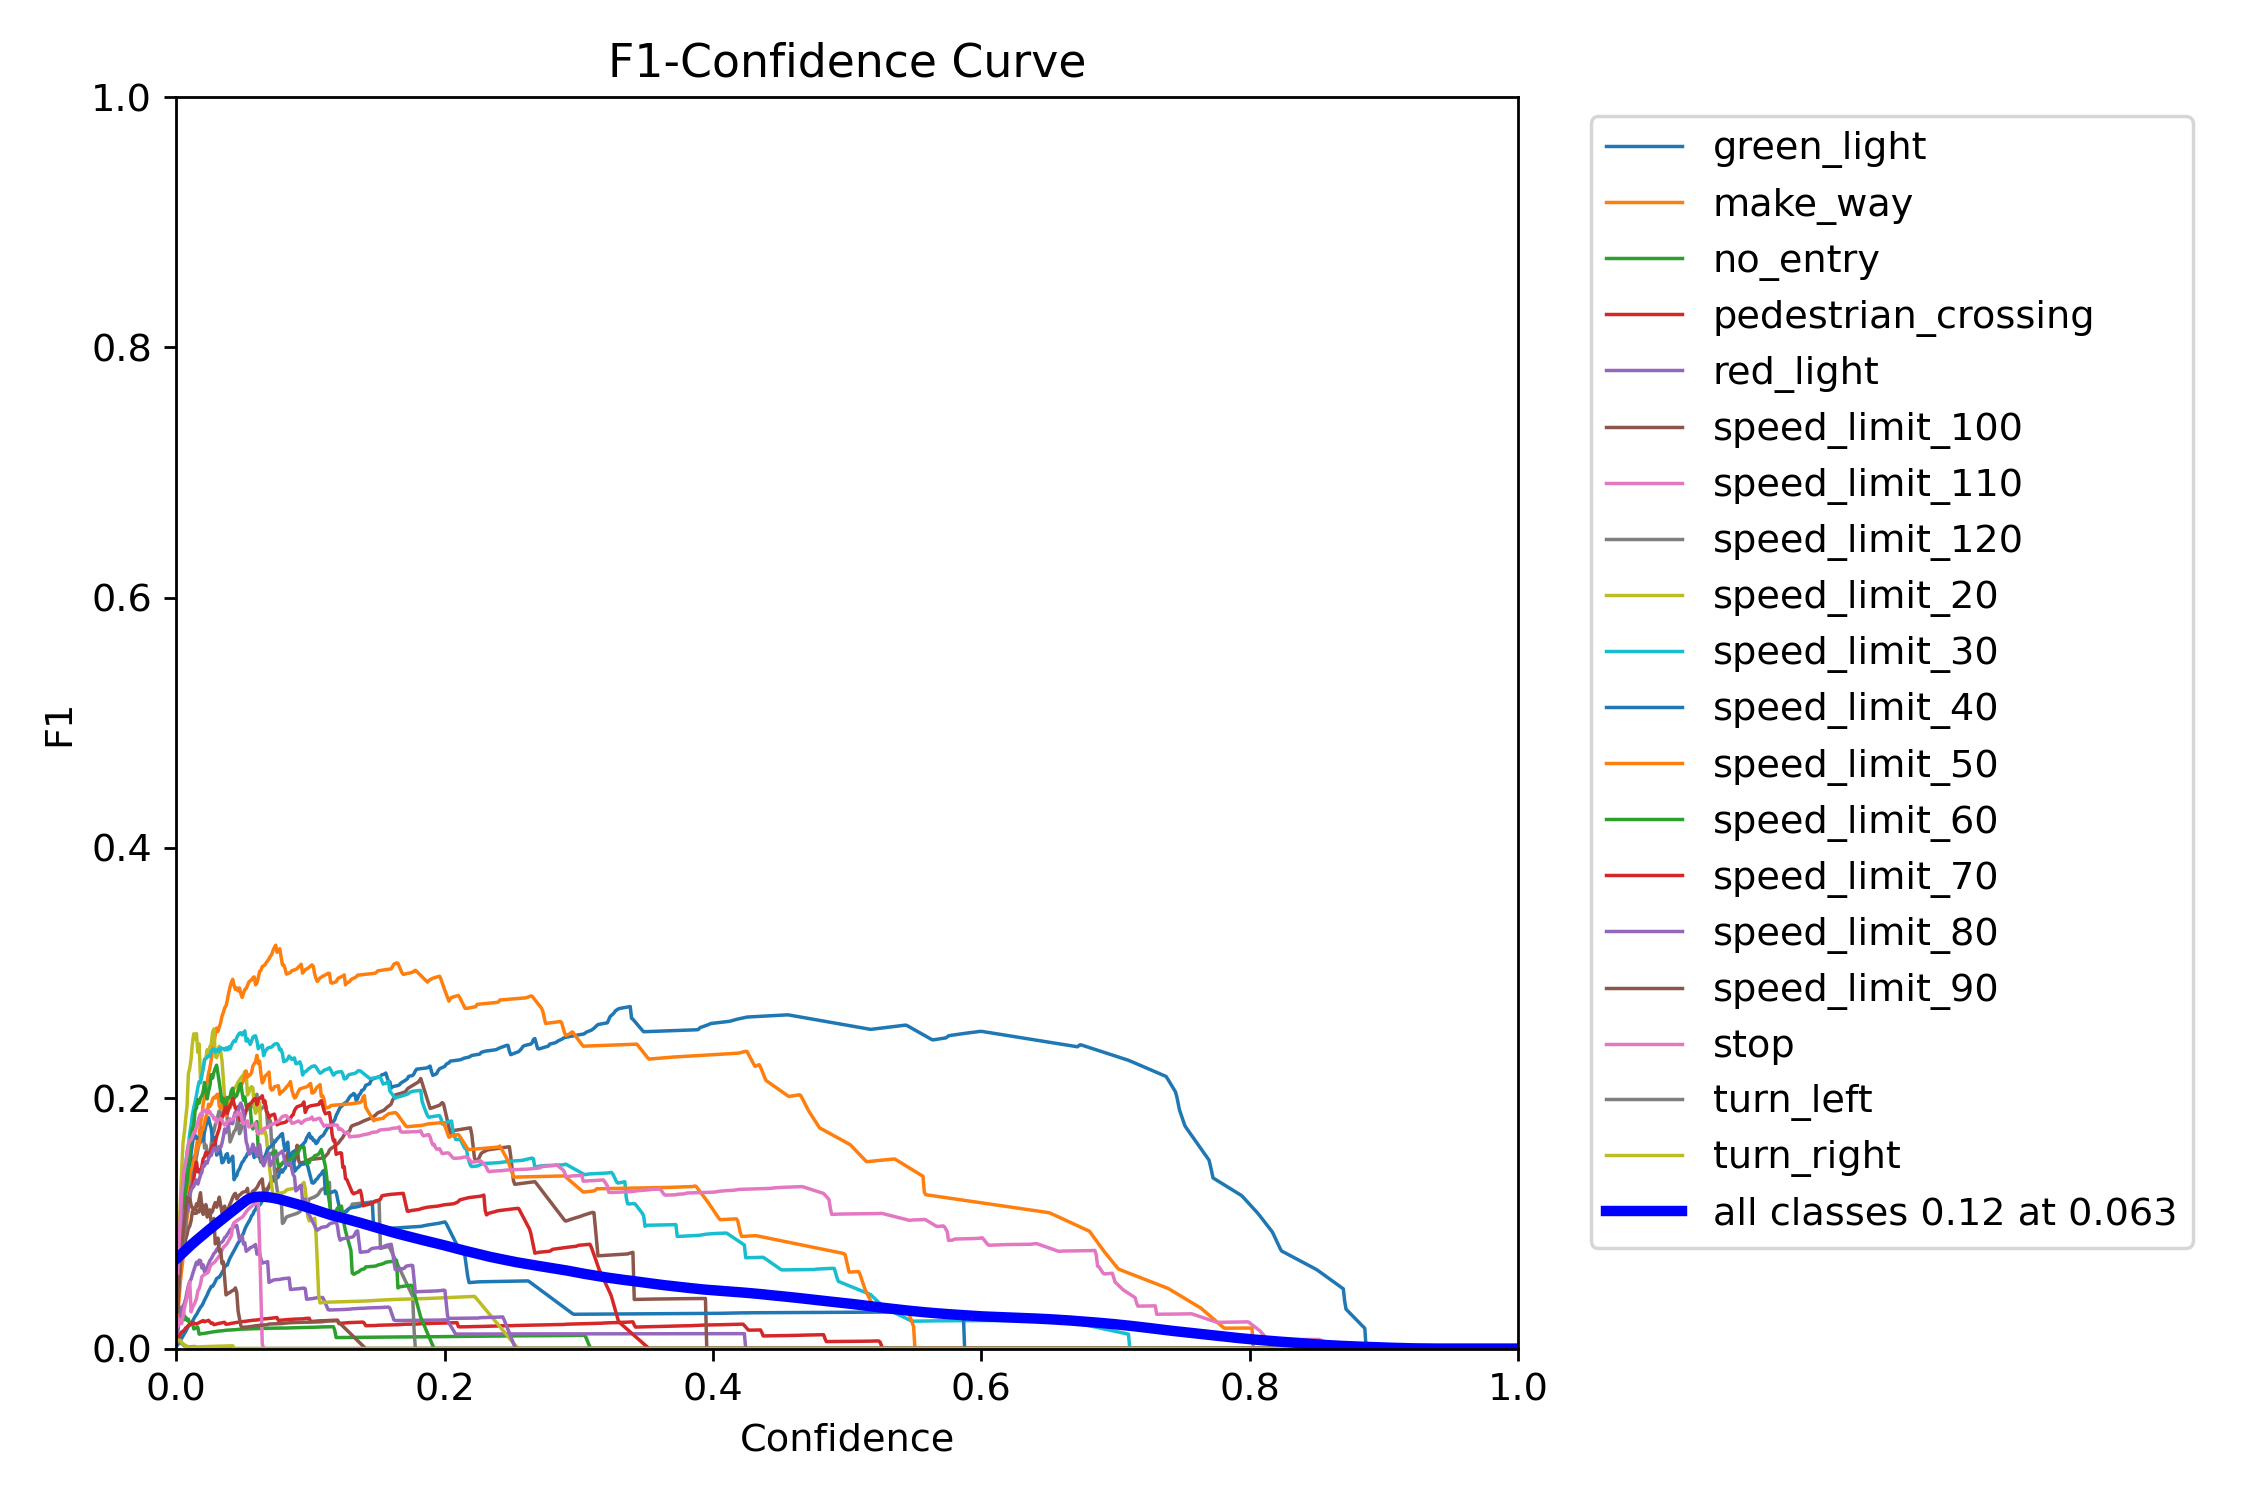 F1-Confidence Curve
1.0
0.8
0.6
0.4
0.2
0.0
F1
0.0 0.2 0.4 0.6 0.8 1.0
Confidence
green_light
make_way
no_entry
pedestrian_crossing
red_light
speed_limit_100
speed_limit_110
speed_limit_120
speed_limit_20
speed_limit_30
speed_limit_40
speed_limit_50
speed_limit_60
speed_limit_70
speed_limit_80
speed_limit_90
stop
turn_left
turn_right
all classes 0.12 at 0.063